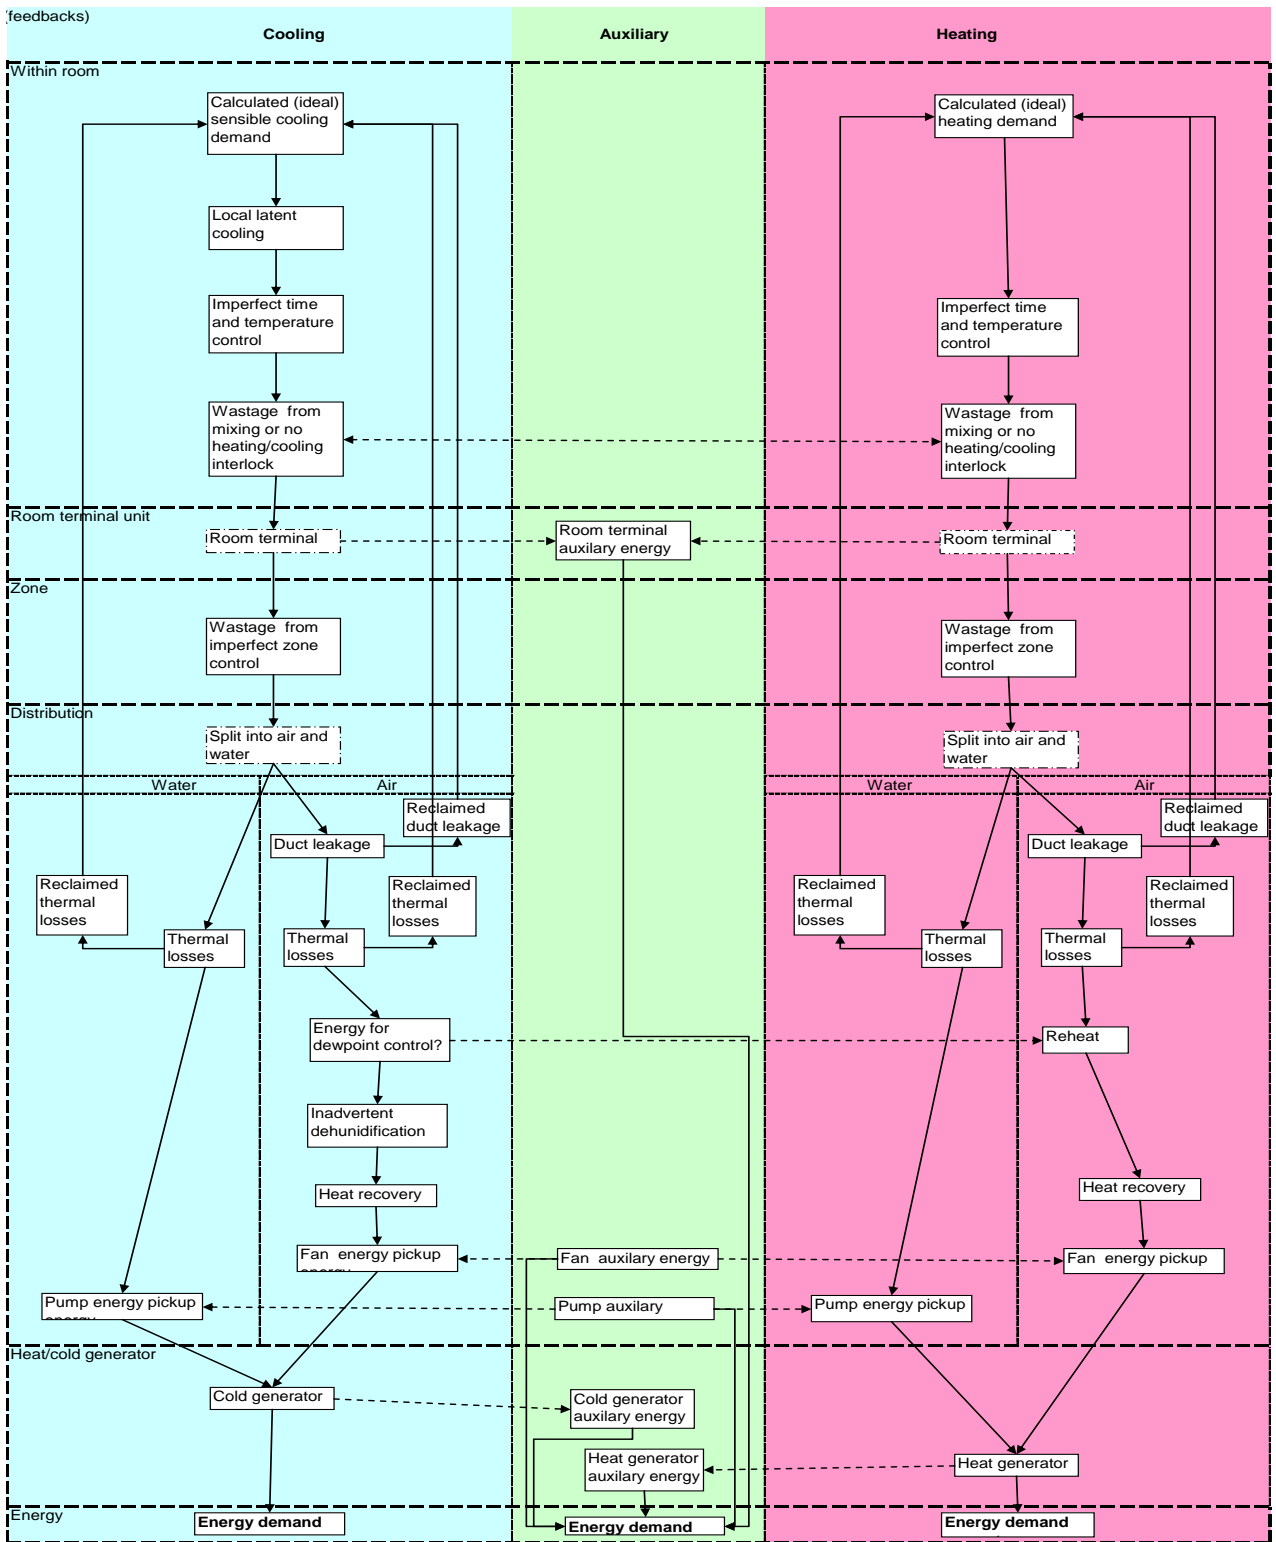 (feedbacks)
Cooling
Auxiliary
Heating
Within room
Calculated (ideal)
sensible cooling
demand
Calculated (ideal)
heating demand
Local latent
cooling
Imperfect time
and temperature
control
Imperfect time
and temperature
control
Wastage from
mixing or no
heating/cooling
interlock
Wastage from
mixing or no
heating/cooling
interlock
Room terminal unit
Room terminal
Room terminal
auxilary energy
Room terminal
Zone
Wastage from
imperfect zone
control
Wastage from
imperfect zone
control
Distribution
Split into air and
water
Split into air and
water
Water
Air
Water
Air
Reclaimed
duct leakage
Reclaimed
duct leakage
Duct leakage
Duct leakage
Reclaimed
thermal
losses
Reclaimed
thermal
losses
Reclaimed
thermal
losses
Reclaimed
thermal
losses
Thermal
losses
Thermal
losses
Thermal
losses
Thermal
losses
Energy for
dewpoint control?
Reheat
Inadvertent
dehunidification
Heat recovery
Heat recovery
Fan energy pickup
energy
Fan auxilary energy
Fan energy pickup
Pump energy pickup
energy
Pump auxilary
Pump energy pickup
Heat/cold generator
Cold generator
Cold generator
auxilary energy
Heat generator
auxilary energy
Heat generator
Energy
Energy demand
Energy demand
Energy demand